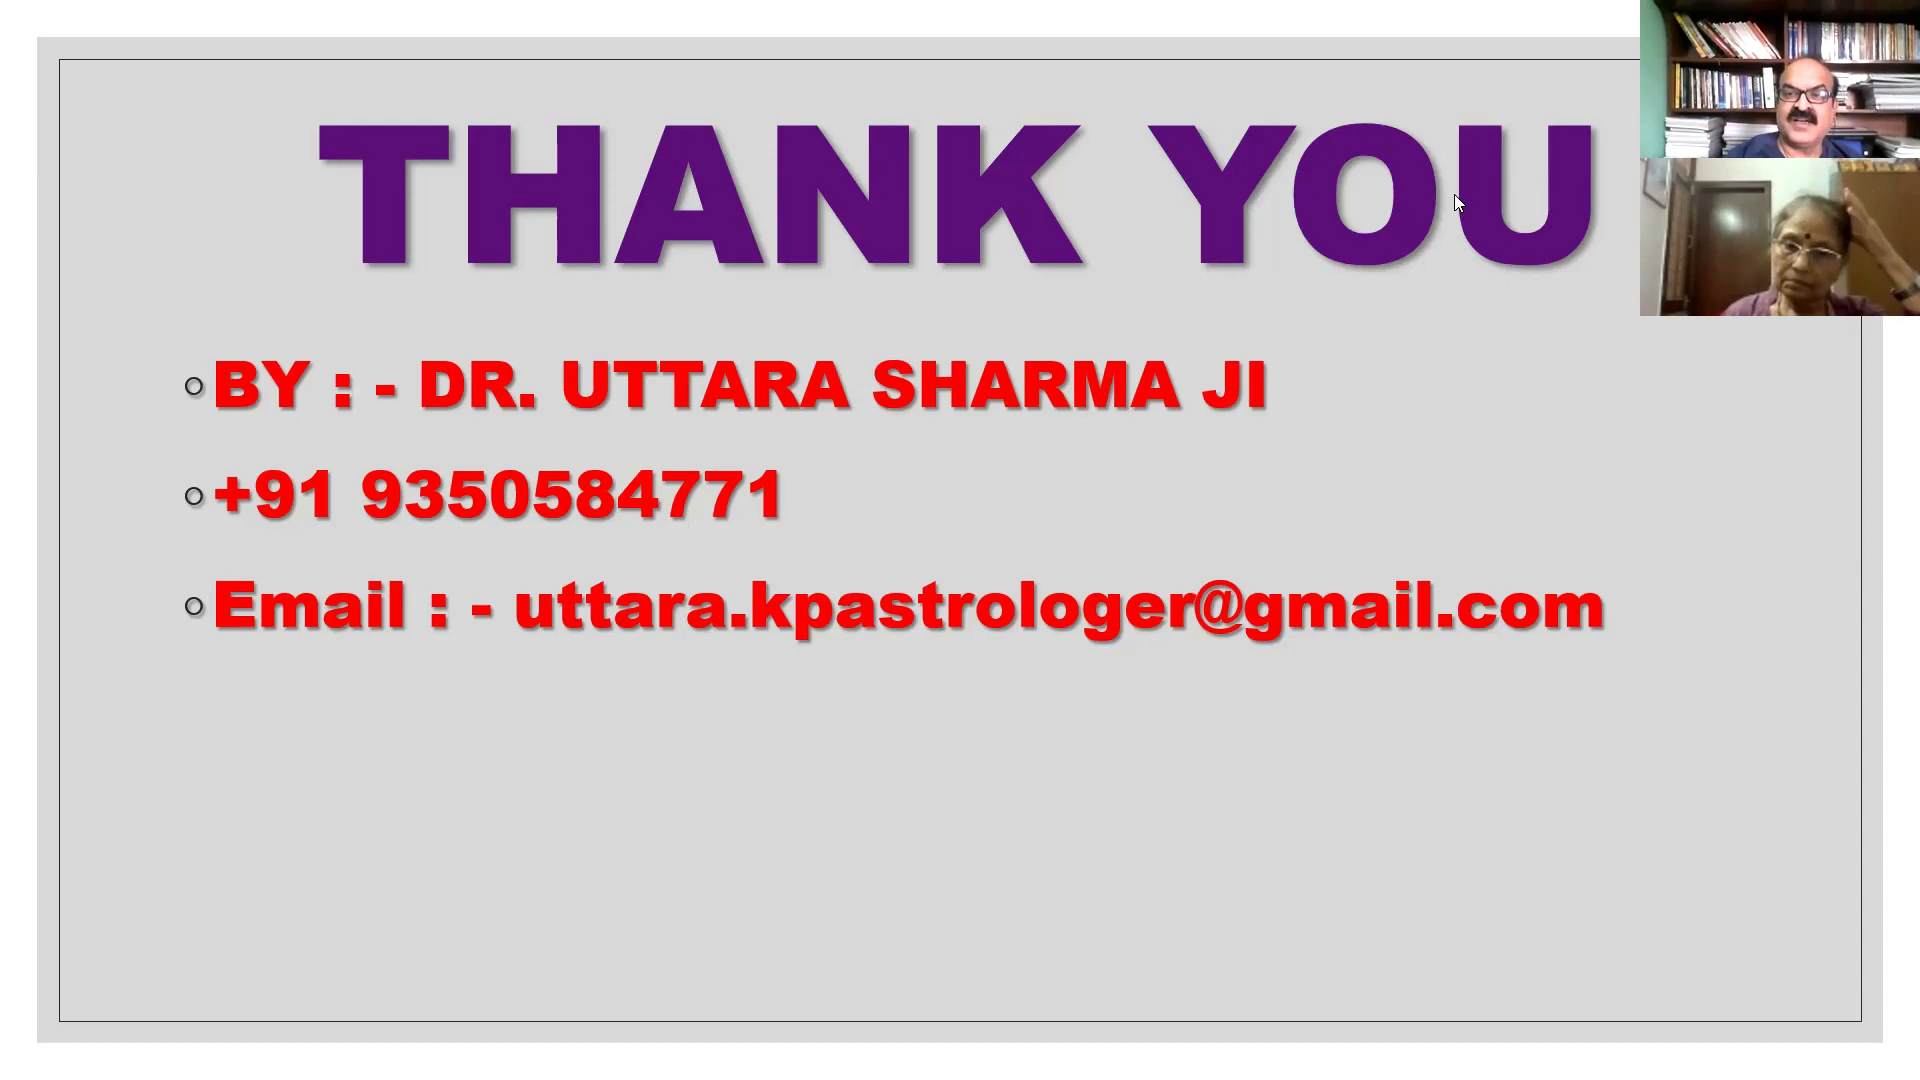 THANK YOU
BY : - DR. UTTARA SHARMA JI
+91 9350584771
Email : - uttara.kpastrologer@gmail.com